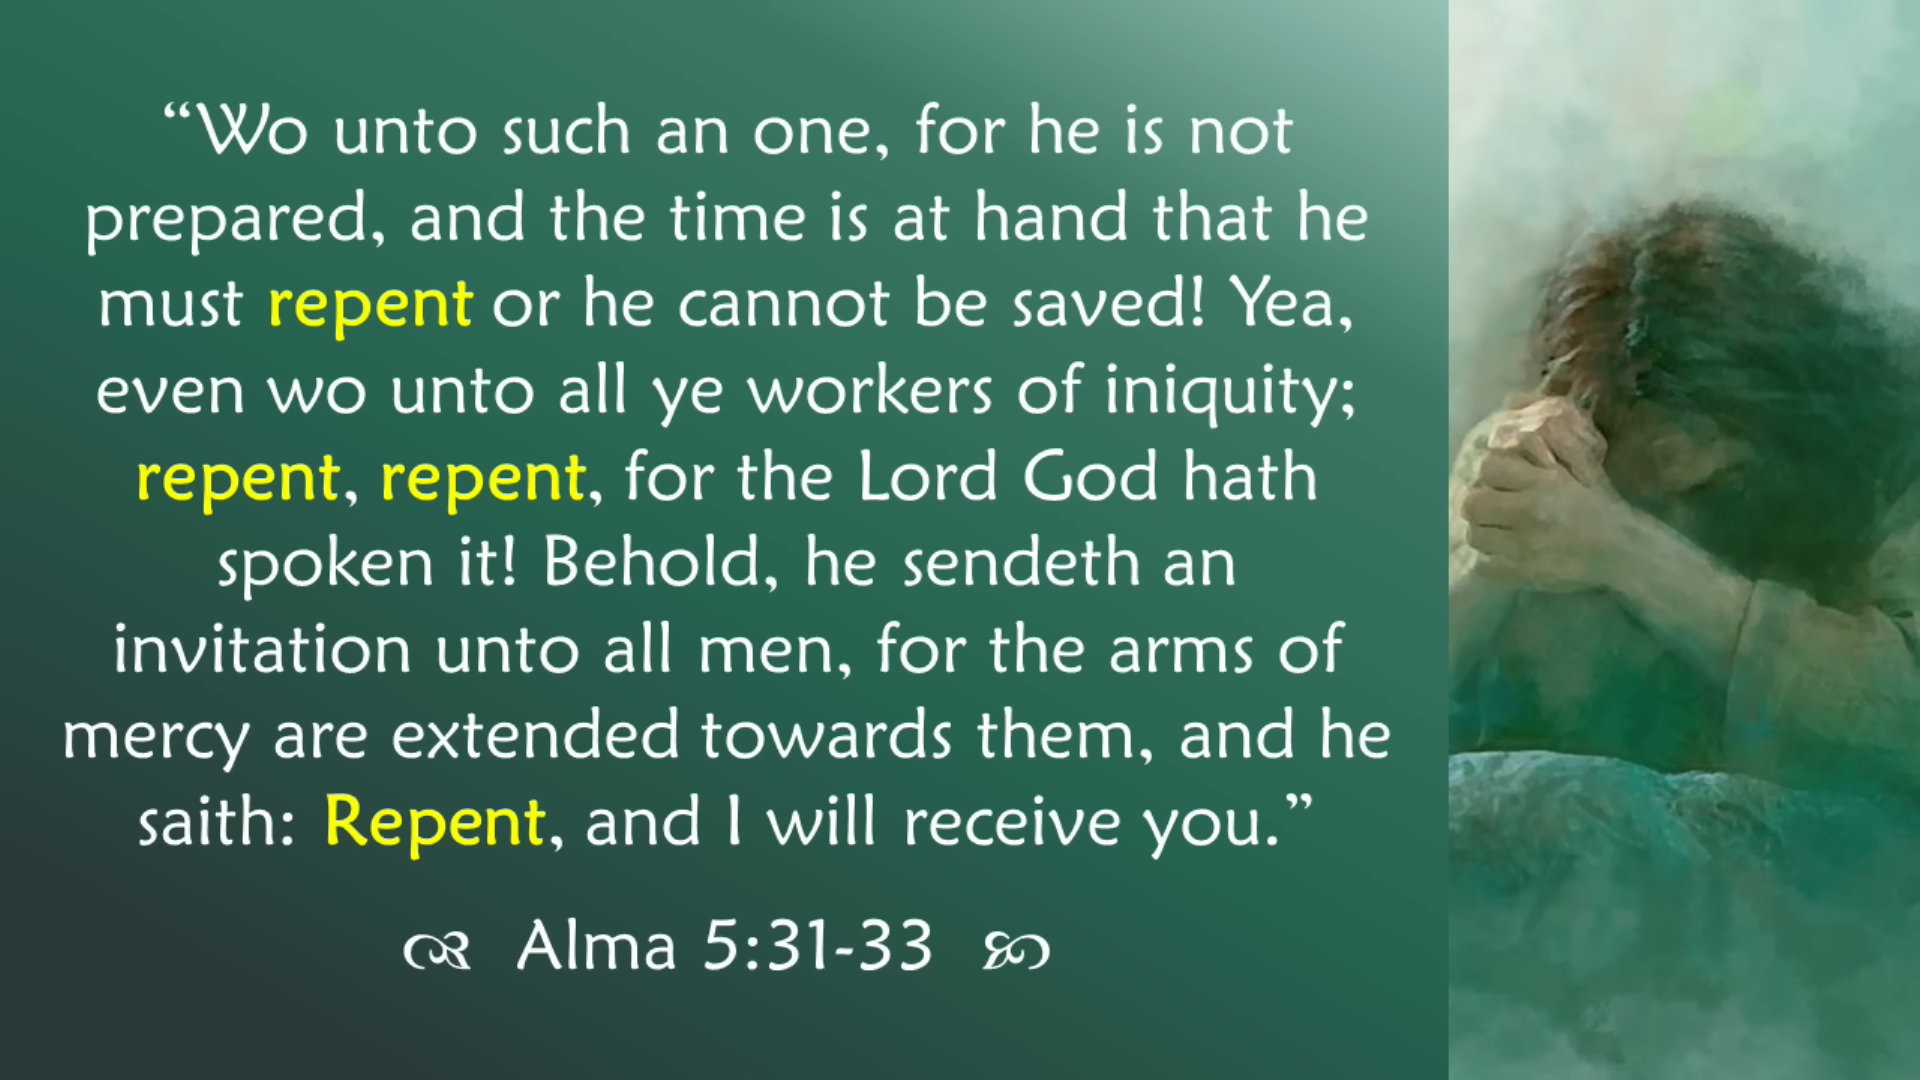 “Wo unto such an one, for he is not
prepared, and the time is at hand that he
must repent or he cannot be saved! Yea,
even wo unto all ye workers of iniquity;
repent, repent, for the Lord God hath
spoken it! Behold, he sendeth an
invitation unto all men, for the arms of
mercy are extended towards them, and he
saith: Repent, and I will receive you.”
Alma 5:31-33